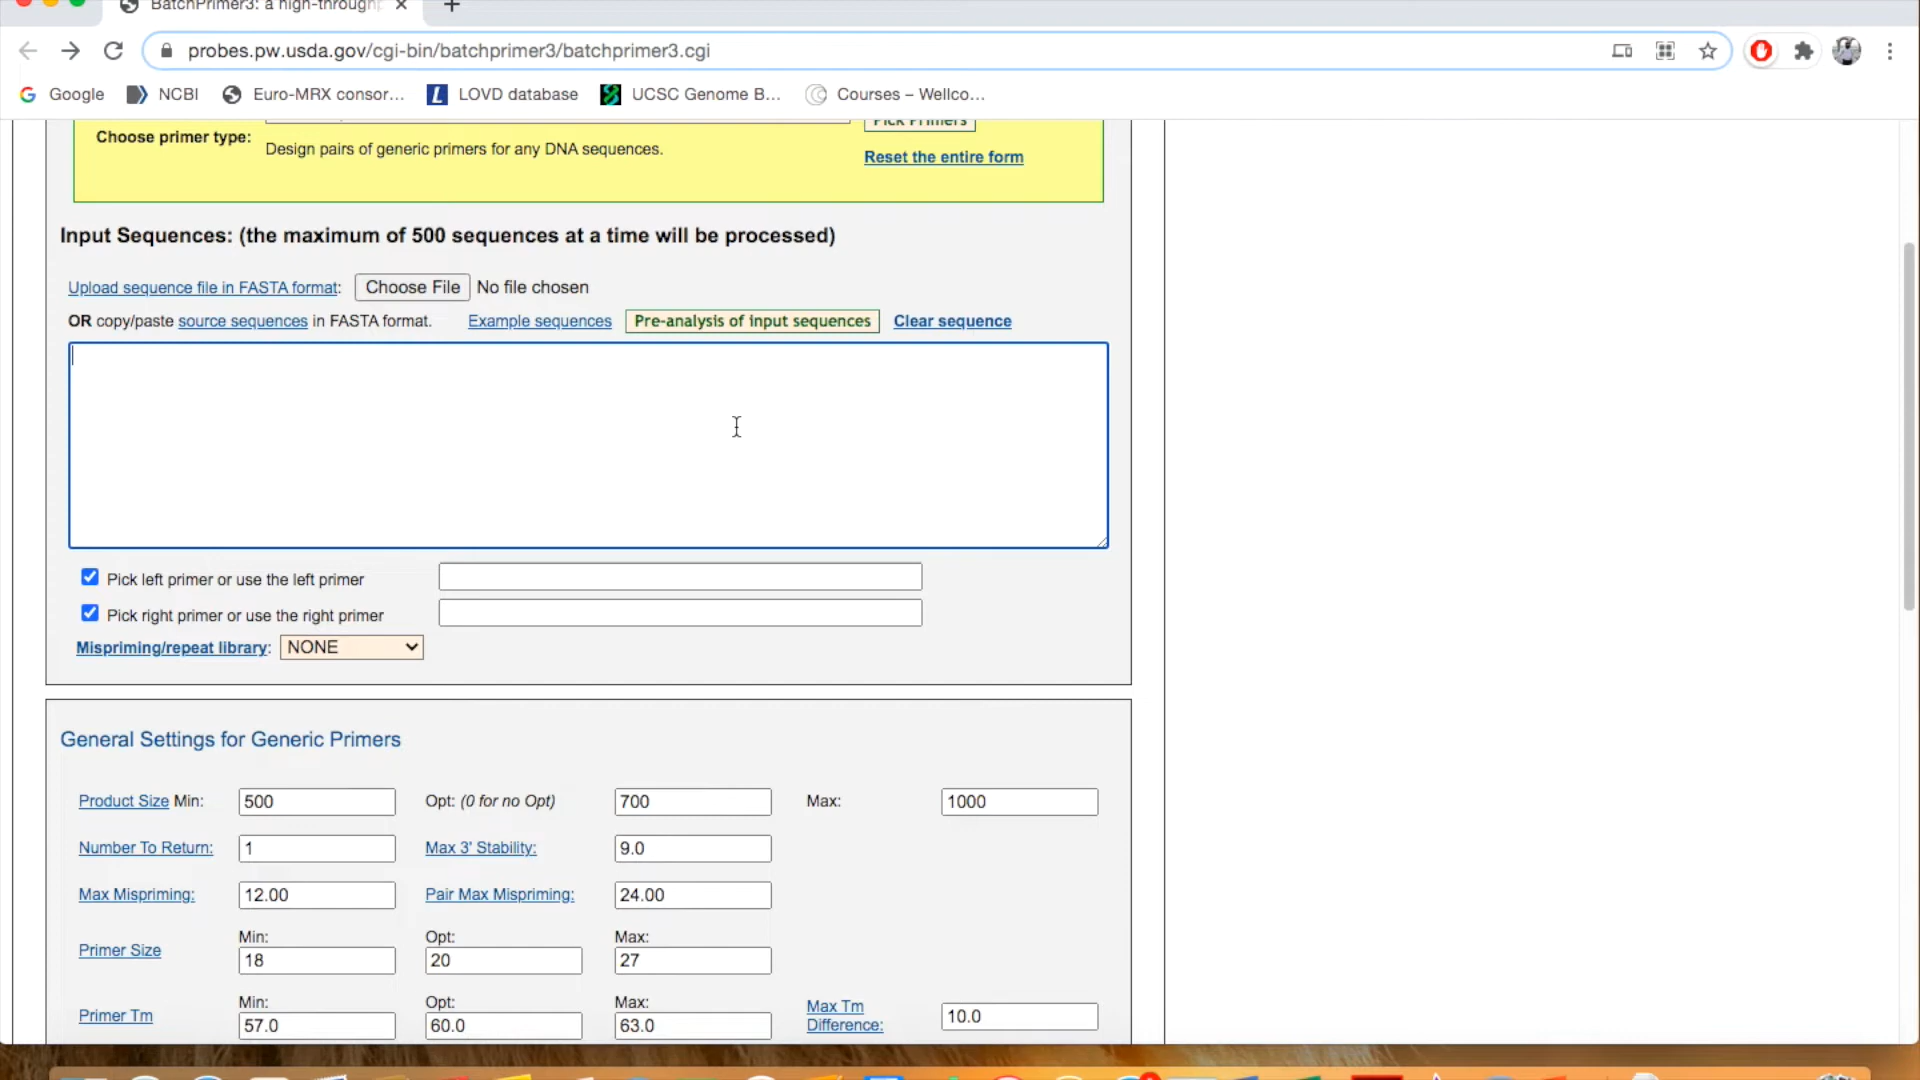 BatchPrimer3: a high-throughp
probes.pw.usda.gov/cgi-bin/batchprimer3/batchprimer3.cgi
Google NCBI Euro-MRX consor... LOVD database UCSC Genome B... Courses – Wellco...
Pick Primers
Choose primer type:
Design pairs of generic primers for any DNA sequences.
Reset the entire form
Input Sequences: (the maximum of 500 sequences at a time will be processed)
Upload sequence file in FASTA format: Choose File No file chosen
OR copy/paste source sequences in FASTA format. Example sequences Pre-analysis of input sequences Clear sequence
Pick left primer or use the left primer
Pick right primer or use the right primer
Mispriming/repeat library: NONE
General Settings for Generic Primers
Product Size Min: 500 Opt: (0 for no Opt) 700 Max: 1000
Number To Return: 1 Max 3' Stability: 9.0
Max Mispriming: 12.00 Pair Max Mispriming: 24.00
Min: Opt: Max:
Primer Size 18 20 27
Min: Opt: Max:
Primer Tm 57.0 60.0 63.0 Max Tm Difference: 10.0